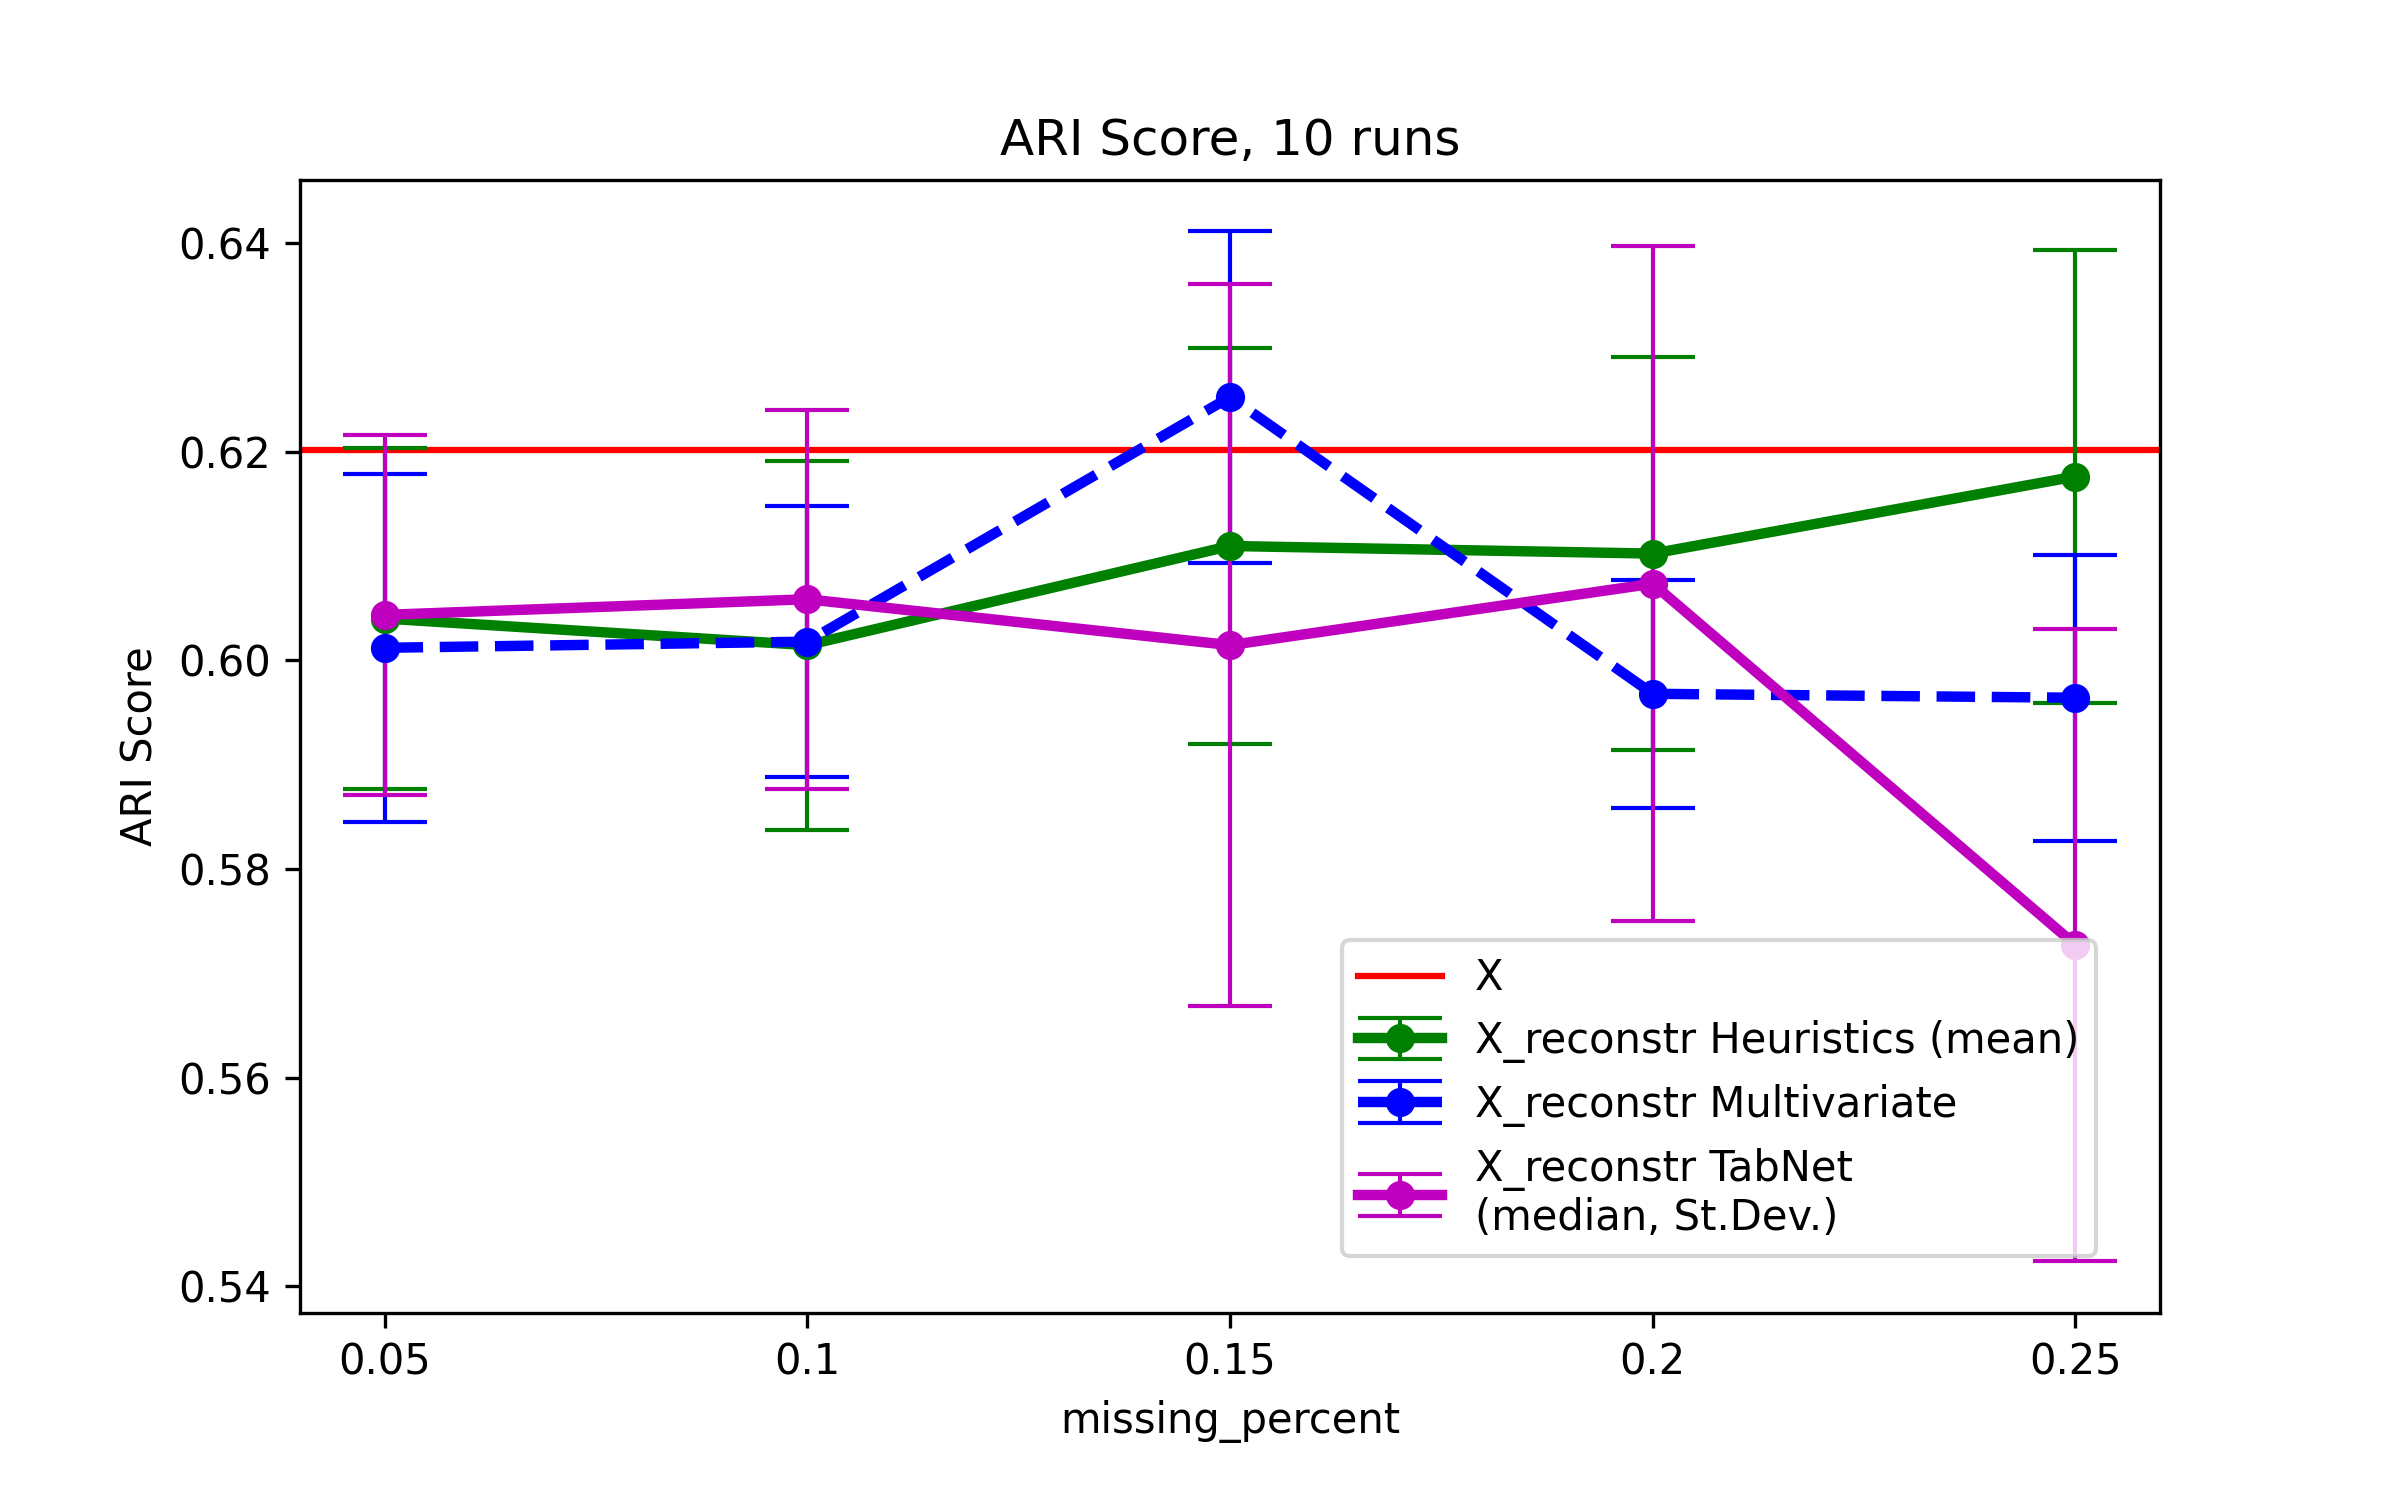 ARI Score, 10 runs
ARI Score
0.64
0.62
0.60
0.58
0.56
0.54
X
X_reconstr Heuristics (mean)
X_reconstr Multivariate
X_reconstr TabNet
(median, St.Dev.)
0.05 0.1 0.15 0.2 0.25
missing_percent